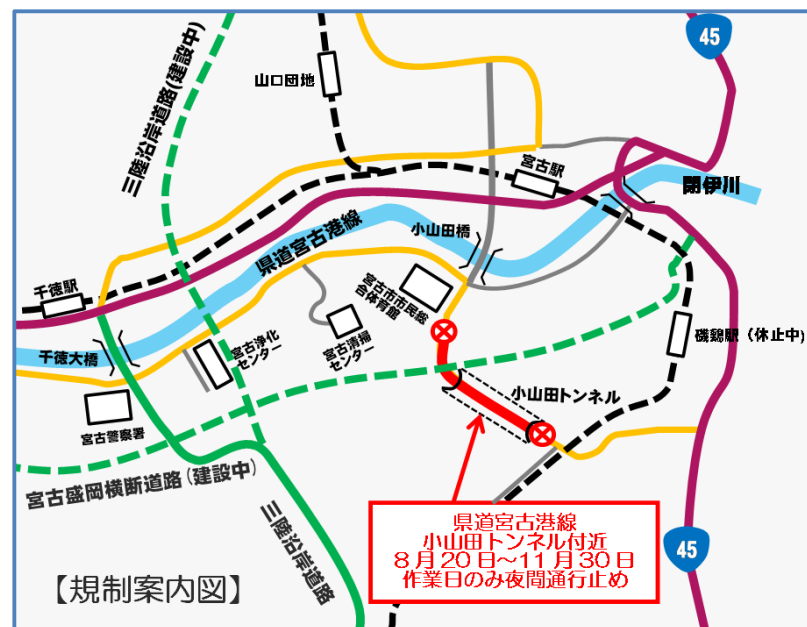 45
三陸沿岸道路(建設中)
山口団地
宮古駅
閉伊川
県道宮古港線
小山田橋
千徳駅
宮古市市民総
合体育館
磯鶏駅（休止中）
千徳大橋
宮古浄化
センター
宮古清掃
センター
小山田トンネル
宮古警察署
宮古盛岡横断道路(建設中)
三陸沿岸道路
県道宮古港線
小山田トンネル付近
８月２０日～１１月３０日
作業日のみ夜間通行止め
45
【規制案内図】